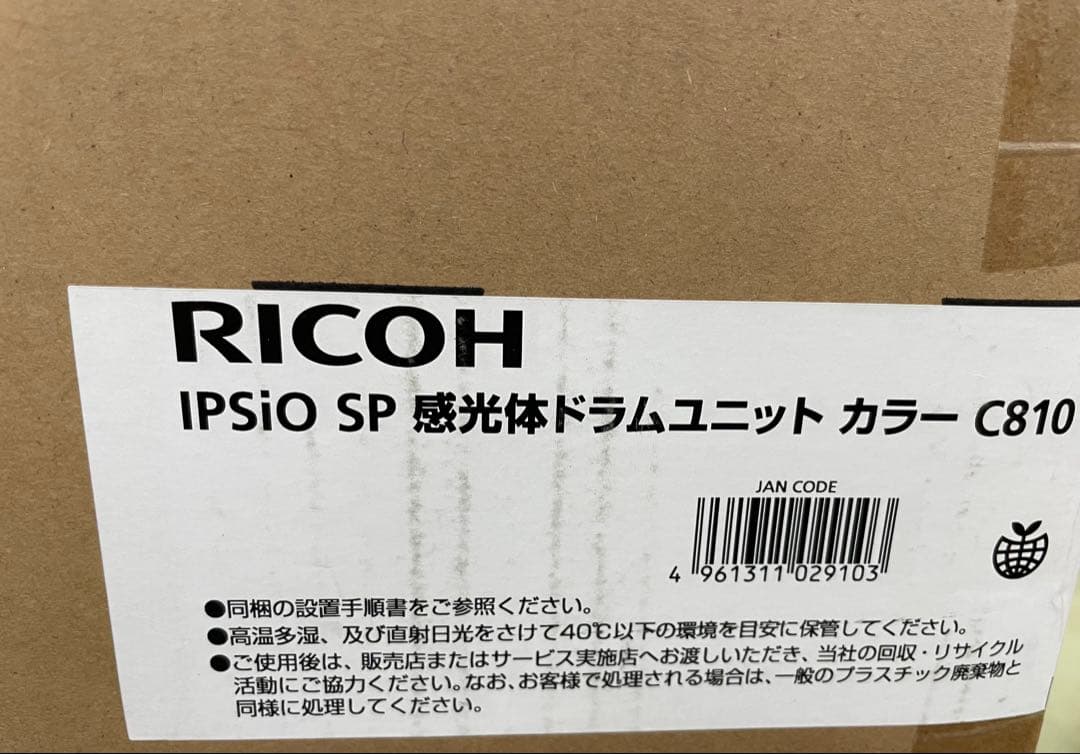 RICOH
IPSiO SP 感光体ドラムユニット カラー C810
JAN CODE
4 961311 029103
●同梱の設置手順書をご参照ください。
●高温多湿、及び直射日光をさけて40℃以下の環境を目安に保管してください。
●ご使用後は、販売店またはサービス実施店へお渡しいただき、当社の回収・リサイクル
活動にご協力ください。なお、お客様で処理される場合は、一般のプラスチック廃棄物と
同様に処理してください。